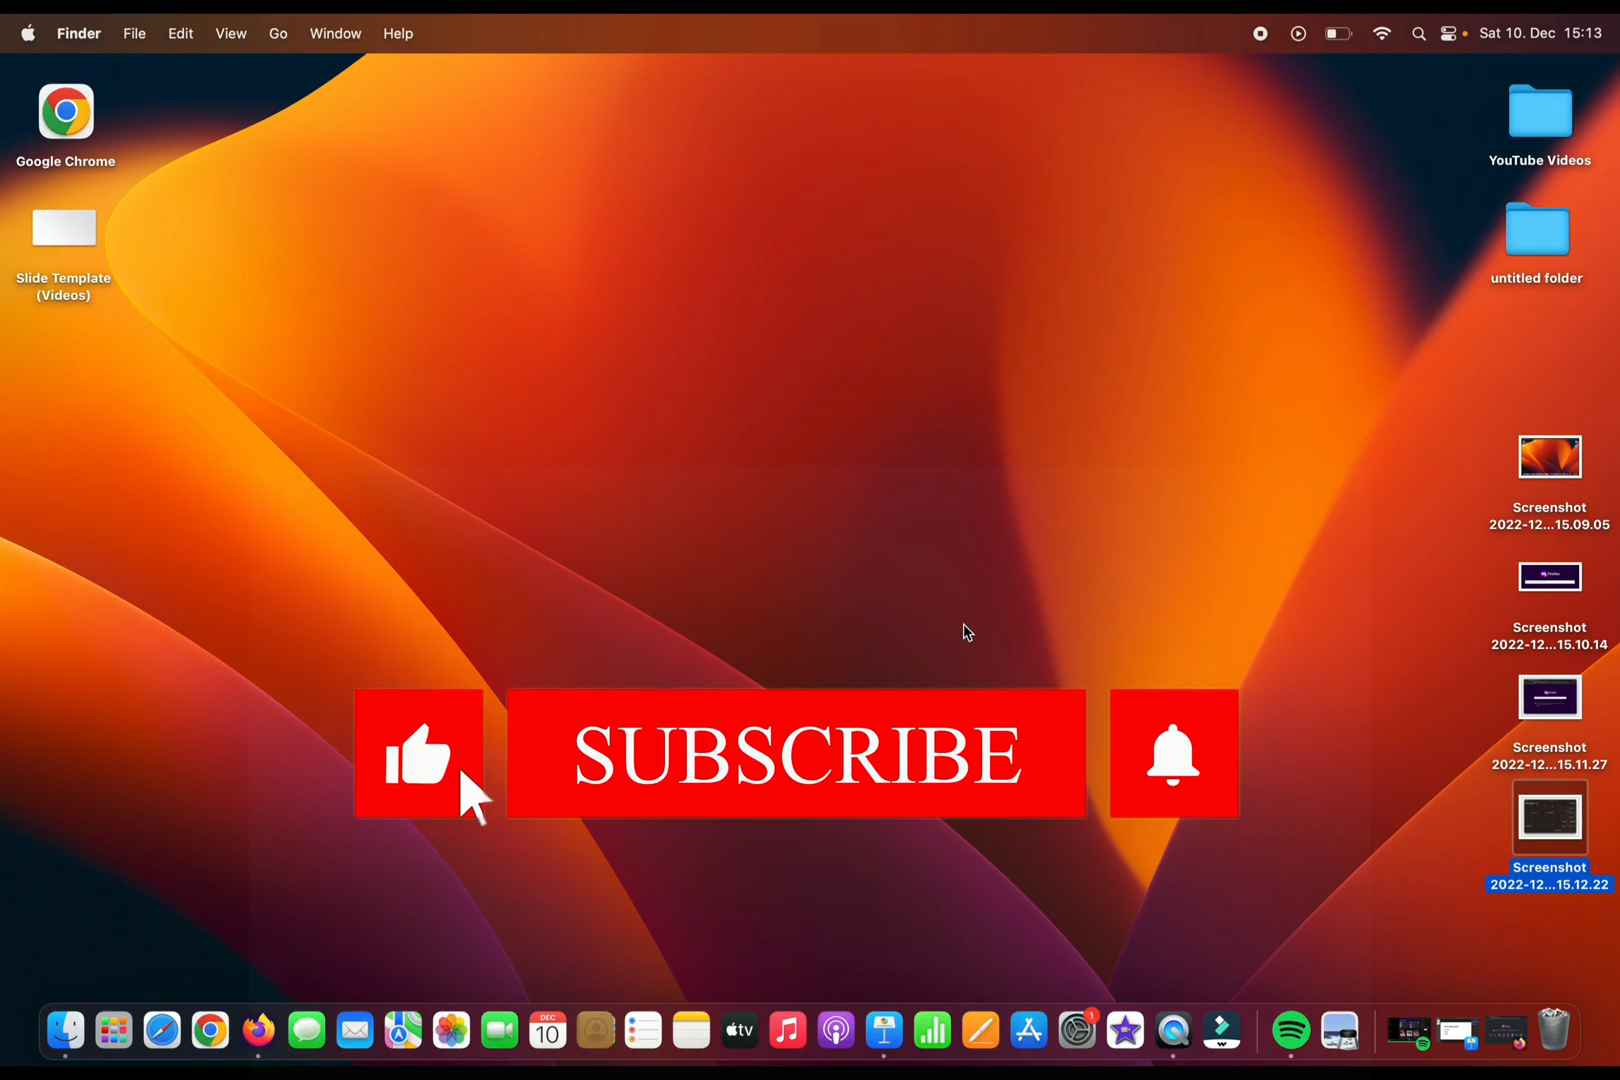 Finder File Edit View Go Window Help Sat 10. Dec 15:13
Google Chrome
YouTube Videos
Slide Template
(Videos)
untitled folder
Screenshot
2022-12...15.09.05
Screenshot
2022-12...15.10.14
Screenshot
2022-12...15.11.27
SUBSCRIBE
Screenshot
2022-12...15.12.22
DEC
10
tv
1